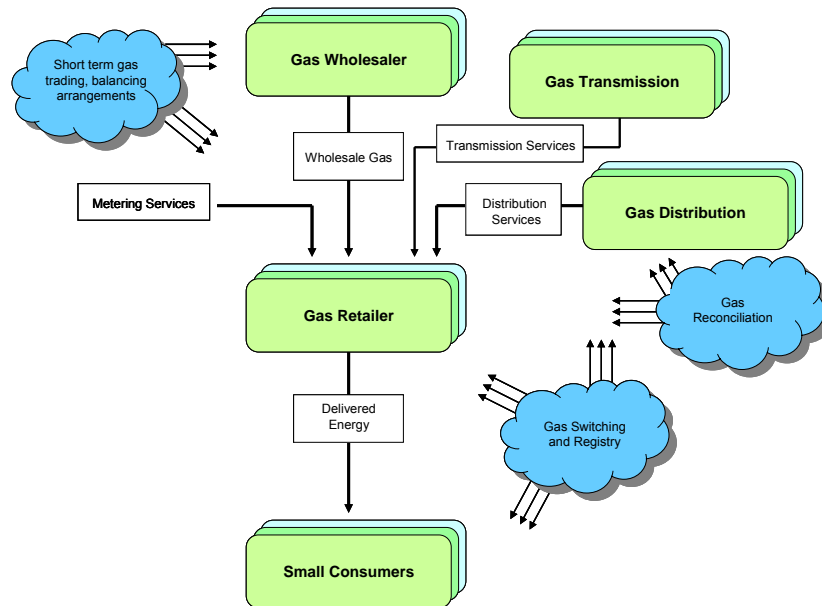 Short term gas
trading, balancing
arrangements
Gas Wholesaler
Gas Transmission
Wholesale Gas
Transmission Services
Metering Services
Distribution
Services
Gas Distribution
Gas Retailer
Gas
Reconciliation
Delivered
Energy
Gas Switching
and Registry
Small Consumers